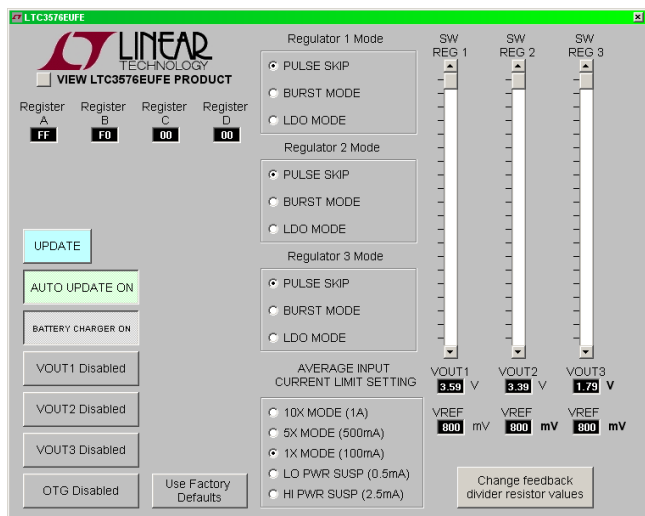 LTC3576EUFE
LT LINEAR
TECHNOLOGY
VIEW LTC3576EUFE PRODUCT
Register A Register B Register C Register D
FF F0 00 00
UPDATE
AUTO UPDATE ON
BATTERY CHARGER ON
VOUT1 Disabled
VOUT2 Disabled
VOUT3 Disabled
OTG Disabled
Use Factory
Defaults
Regulator 1 Mode
PULSE SKIP
BURST MODE
LDO MODE
Regulator 2 Mode
PULSE SKIP
BURST MODE
LDO MODE
Regulator 3 Mode
PULSE SKIP
BURST MODE
LDO MODE
AVERAGE INPUT
CURRENT LIMIT SETTING
10X MODE (1A)
5X MODE (500mA)
1X MODE (100mA)
LO PWR SUSP (0.5mA)
HI PWR SUSP (2.5mA)
SW SW SW
REG 1 REG 2 REG 3
VOUT1 VOUT2 VOUT3
3.59 V 3.39 V 1.79 V
VREF VREF VREF
800 mV 800 mV 800 mV
Change feedback
divider resistor values